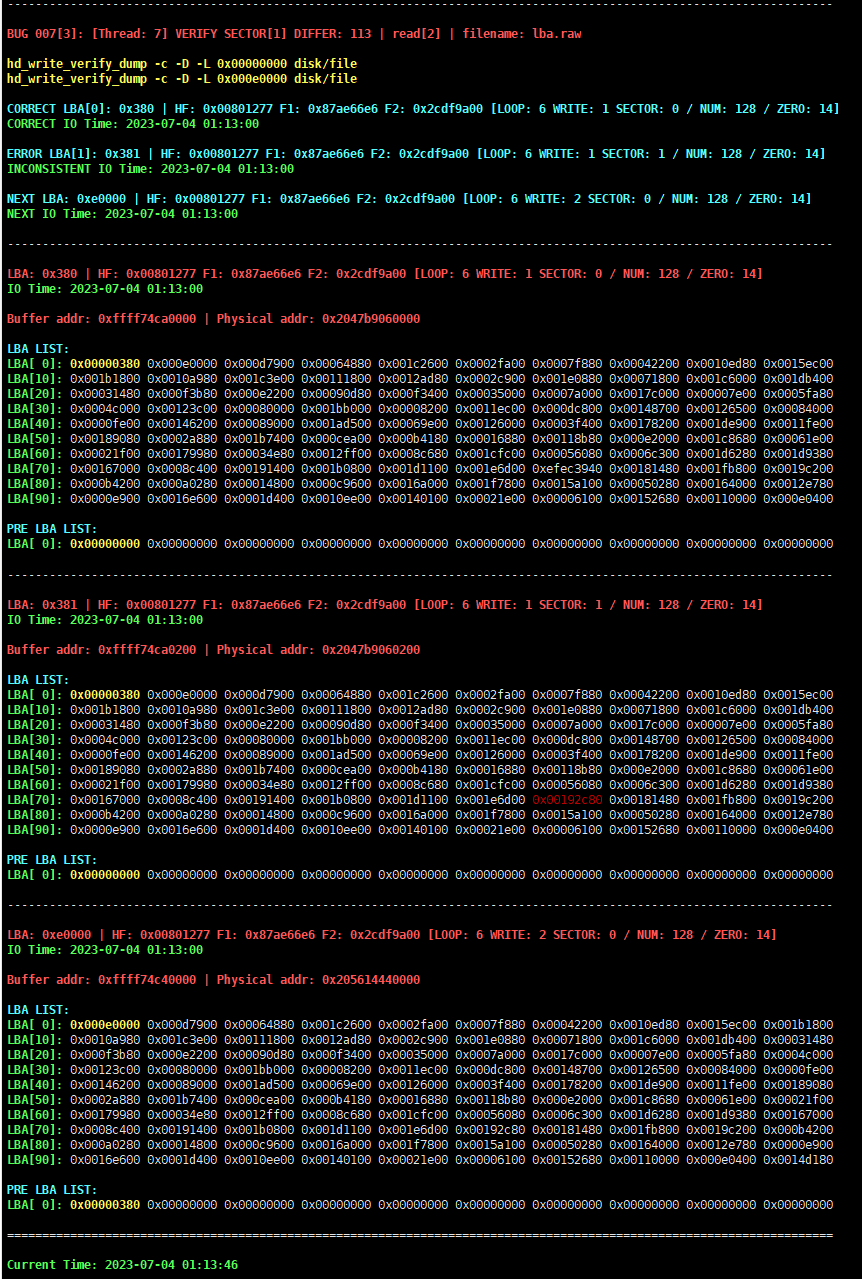 --------------------------------------------------------------------------------------------------------------------
BUG 007[3]: [Thread: 7] VERIFY SECTOR[1] DIFFER: 113 | read[2] | filename: lba.raw
hd_write_verify_dump -c -D -L 0x00000000 disk/file
hd_write_verify_dump -c -D -L 0x000e0000 disk/file
CORRECT LBA[0]: 0x380 | HF: 0x00801277 F1: 0x87ae66e6 F2: 0x2cdf9a00 [LOOP: 6 WRITE: 1 SECTOR: 0 / NUM: 128 / ZERO: 14]
CORRECT IO Time: 2023-07-04 01:13:00
ERROR LBA[1]: 0x381 | HF: 0x00801277 F1: 0x87ae66e6 F2: 0x2cdf9a00 [LOOP: 6 WRITE: 1 SECTOR: 1 / NUM: 128 / ZERO: 14]
INCONSISTENT IO Time: 2023-07-04 01:13:00
NEXT LBA: 0xe0000 | HF: 0x00801277 F1: 0x87ae66e6 F2: 0x2cdf9a00 [LOOP: 6 WRITE: 2 SECTOR: 0 / NUM: 128 / ZERO: 14]
NEXT IO Time: 2023-07-04 01:13:00
--------------------------------------------------------------------------------------------------------------------
LBA: 0x380 | HF: 0x00801277 F1: 0x87ae66e6 F2: 0x2cdf9a00 [LOOP: 6 WRITE: 1 SECTOR: 0 / NUM: 128 / ZERO: 14]
IO Time: 2023-07-04 01:13:00
Buffer addr: 0xffff74ca0000 | Physical addr: 0x2047b9060000
LBA LIST:
LBA[ 0]: 0x00000380 0x000e0000 0x000d7900 0x00064880 0x001c2600 0x0002fa00 0x0007f880 0x00042200 0x0010ed80 0x0015ec00
LBA[10]: 0x001b1800 0x0010a980 0x001c3e00 0x00111800 0x0012ad80 0x0002c900 0x001e0880 0x00071800 0x001c6000 0x001db400
LBA[20]: 0x00031480 0x000f3b80 0x000e2200 0x00090d80 0x000f3400 0x00035000 0x0007a000 0x0017c000 0x00007e00 0x0005fa80
LBA[30]: 0x0004c000 0x00123c00 0x00080000 0x001bb000 0x00008200 0x0011ec00 0x000dc800 0x00148700 0x00126500 0x00084000
LBA[40]: 0x0000fe00 0x00146200 0x00089000 0x001ad500 0x00069e00 0x00126000 0x0003f400 0x00178200 0x001de900 0x0011fe00
LBA[50]: 0x00189080 0x0002a880 0x001b7400 0x000cea00 0x000b4180 0x00016880 0x00118b80 0x000e2000 0x001c8680 0x00061e00
LBA[60]: 0x00021f00 0x00179980 0x00034e80 0x0012ff00 0x0008c680 0x001cfc00 0x00056080 0x0006c300 0x001d6280 0x001d9380
LBA[70]: 0x00167000 0x0008c400 0x00191400 0x001b0800 0x001d1100 0x001e6d00 0xefec3940 0x00181480 0x001fb800 0x0019c200
LBA[80]: 0x000b4200 0x000a0280 0x00014800 0x000c9600 0x0016a000 0x001f7800 0x0015a100 0x00050280 0x00164000 0x0012e780
LBA[90]: 0x0000e900 0x0016e600 0x0001d400 0x0010ee00 0x00140100 0x00021e00 0x00006100 0x00152680 0x00110000 0x000e0400
PRE LBA LIST:
LBA[ 0]: 0x00000000 0x00000000 0x00000000 0x00000000 0x00000000 0x00000000 0x00000000 0x00000000 0x00000000 0x00000000
--------------------------------------------------------------------------------------------------------------------
LBA: 0x381 | HF: 0x00801277 F1: 0x87ae66e6 F2: 0x2cdf9a00 [LOOP: 6 WRITE: 1 SECTOR: 1 / NUM: 128 / ZERO: 14]
IO Time: 2023-07-04 01:13:00
Buffer addr: 0xffff74ca0200 | Physical addr: 0x2047b9060200
LBA LIST:
LBA[ 0]: 0x00000380 0x000e0000 0x000d7900 0x00064880 0x001c2600 0x0002fa00 0x0007f880 0x00042200 0x0010ed80 0x0015ec00
LBA[10]: 0x001b1800 0x0010a980 0x001c3e00 0x00111800 0x0012ad80 0x0002c900 0x001e0880 0x00071800 0x001c6000 0x001db400
LBA[20]: 0x00031480 0x000f3b80 0x000e2200 0x00090d80 0x000f3400 0x00035000 0x0007a000 0x0017c000 0x00007e00 0x0005fa80
LBA[30]: 0x0004c000 0x00123c00 0x00080000 0x001bb000 0x00008200 0x0011ec00 0x000dc800 0x00148700 0x00126500 0x00084000
LBA[40]: 0x0000fe00 0x00146200 0x00089000 0x001ad500 0x00069e00 0x00126000 0x0003f400 0x00178200 0x001de900 0x0011fe00
LBA[50]: 0x00189080 0x0002a880 0x001b7400 0x000cea00 0x000b4180 0x00016880 0x00118b80 0x000e2000 0x001c8680 0x00061e00
LBA[60]: 0x00021f00 0x00179980 0x00034e80 0x0012ff00 0x0008c680 0x001cfc00 0x00056080 0x0006c300 0x001d6280 0x001d9380
LBA[70]: 0x00167000 0x0008c400 0x00191400 0x001b0800 0x001d1100 0x001e6d00 0x00192c80 0x00181480 0x001fb800 0x0019c200
LBA[80]: 0x000b4200 0x000a0280 0x00014800 0x000c9600 0x0016a000 0x001f7800 0x0015a100 0x00050280 0x00164000 0x0012e780
LBA[90]: 0x0000e900 0x0016e600 0x0001d400 0x0010ee00 0x00140100 0x00021e00 0x00006100 0x00152680 0x00110000 0x000e0400
PRE LBA LIST:
LBA[ 0]: 0x00000000 0x00000000 0x00000000 0x00000000 0x00000000 0x00000000 0x00000000 0x00000000 0x00000000 0x00000000
--------------------------------------------------------------------------------------------------------------------
LBA: 0xe0000 | HF: 0x00801277 F1: 0x87ae66e6 F2: 0x2cdf9a00 [LOOP: 6 WRITE: 2 SECTOR: 0 / NUM: 128 / ZERO: 14]
IO Time: 2023-07-04 01:13:00
Buffer addr: 0xffff74c40000 | Physical addr: 0x205614440000
LBA LIST:
LBA[ 0]: 0x000e0000 0x000d7900 0x00064880 0x001c2600 0x0002fa00 0x0007f880 0x00042200 0x0010ed80 0x0015ec00 0x001b1800
LBA[10]: 0x0010a980 0x001c3e00 0x00111800 0x0012ad80 0x0002c900 0x001e0880 0x00071800 0x001c6000 0x001db400 0x00031480
LBA[20]: 0x000f3b80 0x000e2200 0x00090d80 0x000f3400 0x00035000 0x0007a000 0x0017c000 0x00007e00 0x0005fa80 0x0004c000
LBA[30]: 0x00123c00 0x00080000 0x001bb000 0x00008200 0x0011ec00 0x000dc800 0x00148700 0x00126500 0x00084000 0x0000fe00
LBA[40]: 0x00146200 0x00089000 0x001ad500 0x00069e00 0x00126000 0x0003f400 0x00178200 0x001de900 0x0011fe00 0x00189080
LBA[50]: 0x0002a880 0x001b7400 0x000cea00 0x000b4180 0x00016880 0x00118b80 0x000e2000 0x001c8680 0x00061e00 0x00021f00
LBA[60]: 0x00179980 0x00034e80 0x0012ff00 0x0008c680 0x001cfc00 0x00056080 0x0006c300 0x001d6280 0x001d9380 0x00167000
LBA[70]: 0x0008c400 0x00191400 0x001b0800 0x001d1100 0x001e6d00 0x00192c80 0x00181480 0x001fb800 0x0019c200 0x000b4200
LBA[80]: 0x000a0280 0x00014800 0x000c9600 0x0016a000 0x001f7800 0x0015a100 0x00050280 0x00164000 0x0012e780 0x0000e900
LBA[90]: 0x0016e600 0x0001d400 0x0010ee00 0x00140100 0x00021e00 0x00006100 0x00152680 0x00110000 0x000e0400 0x0014d180
PRE LBA LIST:
LBA[ 0]: 0x00000380 0x00000000 0x00000000 0x00000000 0x00000000 0x00000000 0x00000000 0x00000000 0x00000000 0x00000000
====================================================================================================================
Current Time: 2023-07-04 01:13:46